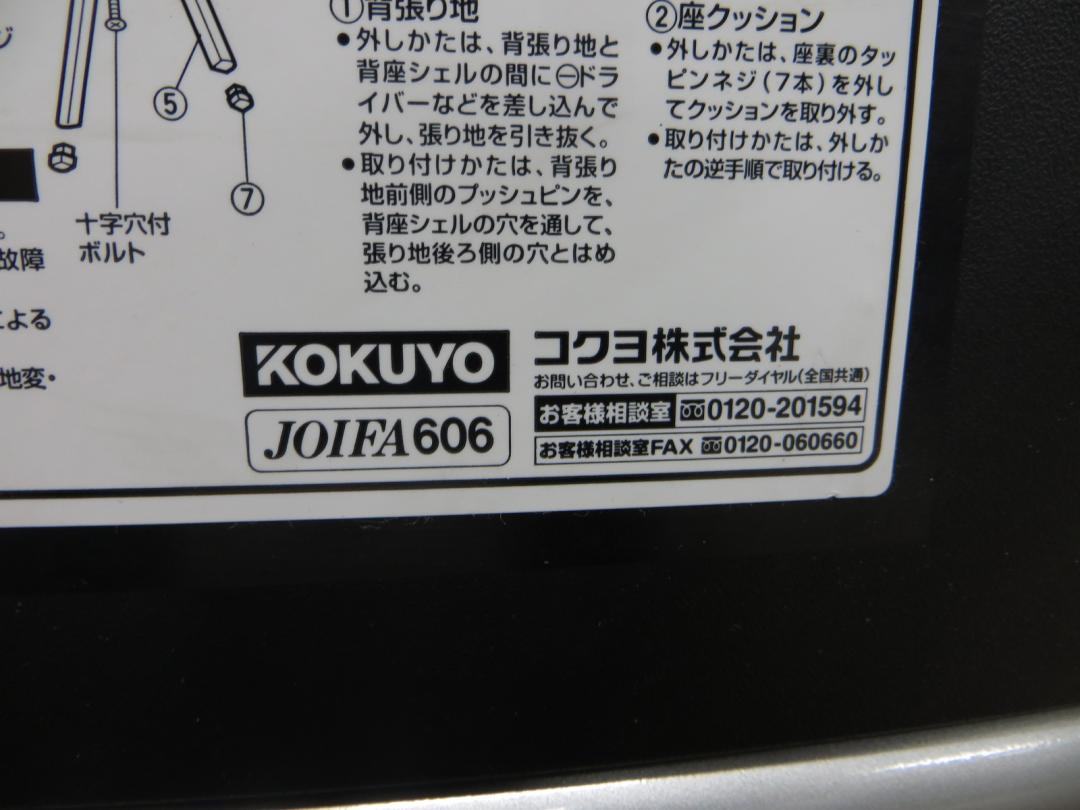 ジ
⑤
⑦
十字穴付
ボルト
。
故障
による
地変・
①背張り地
●外しかたは、背張り地と
背座シェルの間に⊖ドラ
イバーなどを差し込んで
外し、張り地を引き抜く。
●取り付けかたは、背張り
地前側のプッシュピンを、
背座シェルの穴を通して、
張り地後ろ側の穴とはめ
込む。
②座クッション
●外しかたは、座裏のタッ
ピンネジ(7本)を外し
てクッションを取り外す。
●取り付けかたは、外しか
たの逆手順で取り付ける。
KOKUYO
JOIFA606
コクヨ株式会社
お問い合わせ、ご相談はフリーダイヤル(全国共通)
お客様相談室 0120-201594
お客様相談室FAX 0120-060660